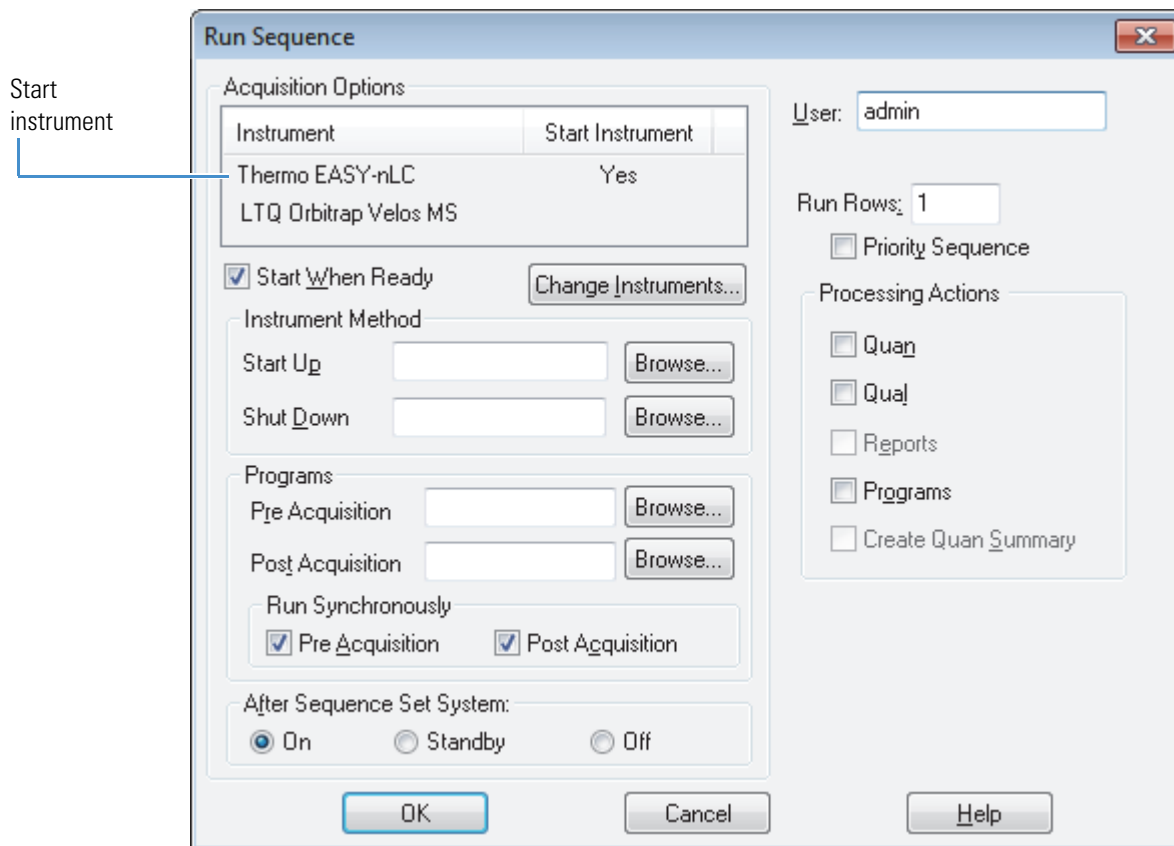 Run Sequence
Start
instrument
Acquisition Options
Instrument Start Instrument
Thermo EASY-nLC Yes
LTQ Orbitrap Velos MS
Start When Ready
Change Instruments...
Instrument Method
Start Up Browse...
Shut Down Browse...
Programs
Pre Acquisition Browse...
Post Acquisition Browse...
Run Synchronously
Pre Acquisition Post Acquisition
After Sequence Set System:
On Standby Off
User: admin
Run Rows: 1
Priority Sequence
Processing Actions
Quan
Qual
Reports
Programs
Create Quan Summary
OK Cancel Help